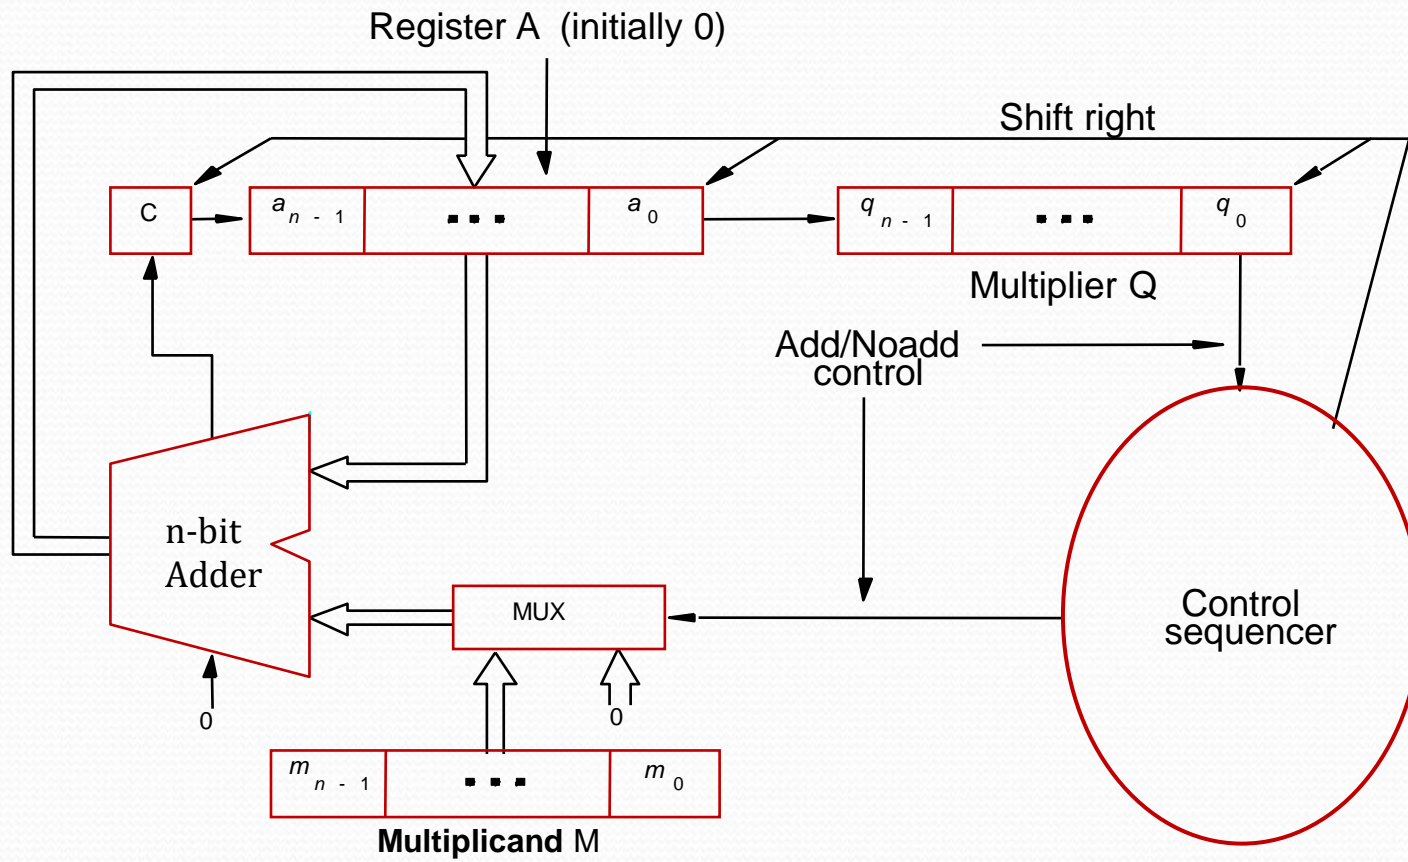 Register A (initially 0)
Shift right
C
a n - 1
a 0
q n - 1
q 0
Multiplier Q
Add/Noadd
control
n-bit
Adder
MUX
Control
sequencer
0
0
m n - 1
m 0
Multiplicand M